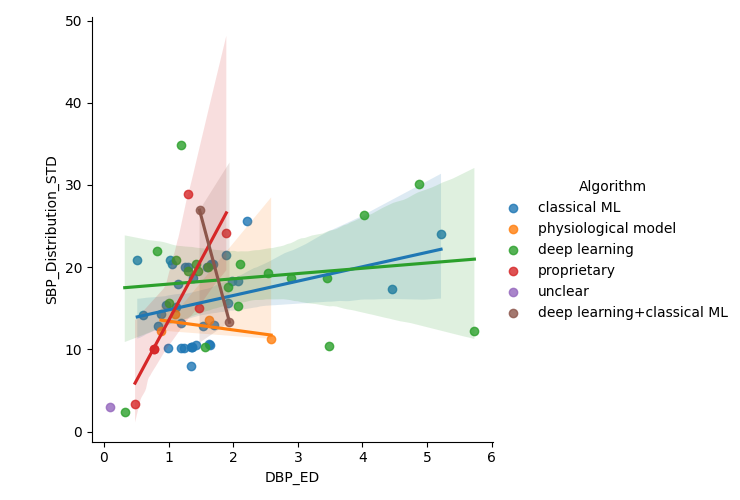 50
40
30
20
10
0
SBP_Distribution_STD
0 1 2 3 4 5 6
DBP_ED
Algorithm
classical ML
physiological model
deep learning
proprietary
unclear
deep learning+classical ML